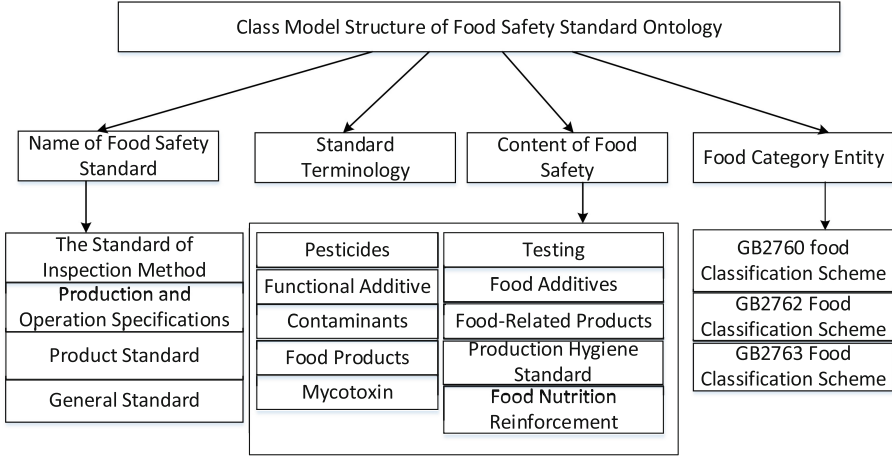 Class Model Structure of Food Safety Standard Ontology
Name of Food Safety
Standard
Standard
Terminology
Content of Food
Safety
Food Category Entity
The Standard of
Inspection Method
Production and
Operation Specifications
Product Standard
General Standard
Pesticides
Functional Additive
Contaminants
Food Products
Mycotoxin
Testing
Food Additives
Food-Related Products
Production Hygiene
Standard
Food Nutrition
Reinforcement
GB2760 food
Classification Scheme
GB2762 Food
Classification Scheme
GB2763 Food
Classification Scheme